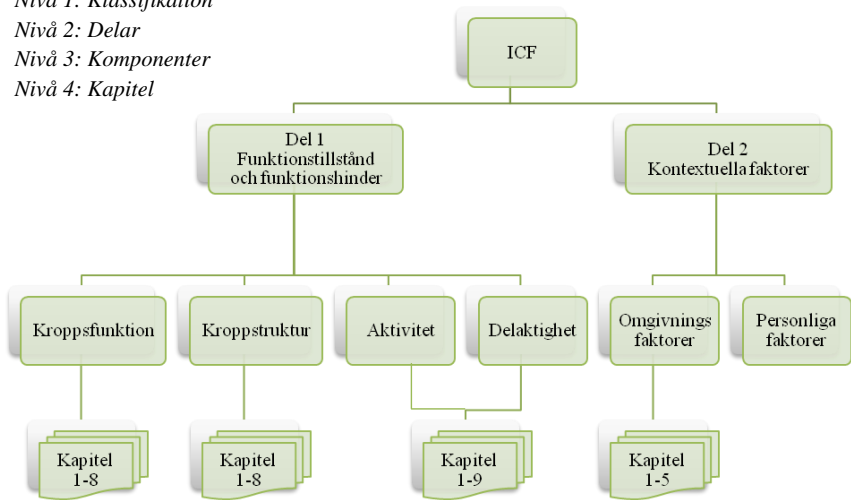 Nivå 1: Klassifikation
Nivå 2: Delar
Nivå 3: Komponenter
Nivå 4: Kapitel
ICF
Del 1
Funktionstillstånd
och funktionshinder
Del 2
Kontextuella faktorer
Kroppsfunktion
Kroppstruktur
Aktivitet
Delaktighet
Omgivnings
faktorer
Personliga
faktorer
Kapitel
1-8
Kapitel
1-8
Kapitel
1-9
Kapitel
1-5